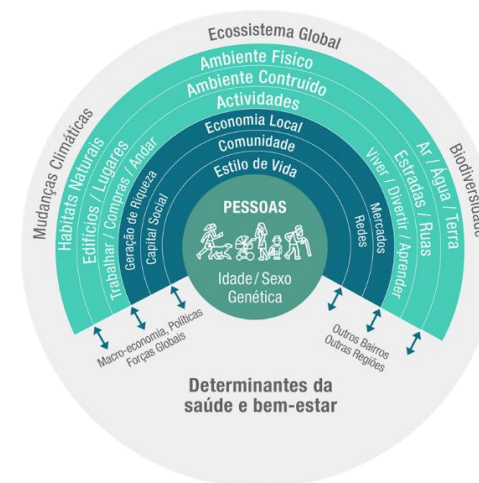 Ecossistema Global
Mudanças Climáticas
Biodiversidade
Ambiente Fisíco
Habitats Naturais
Ar / Água / Terra
Ambiente Contruído
Edifícios / Lugares
Estradas / Ruas
Actividades
Trabalhar / Compras / Andar
Viver / Divertir / Aprender
Economia Local
Geração de Riqueza
Mercados
Comunidade
Capital Social
Redes
Estilo de Vida
PESSOAS
Idade/Sexo
Genética
Macro-economia, Políticas
Forças Globais
Outros Bairros
Outras Regiões
Determinantes da
saúde e bem-estar